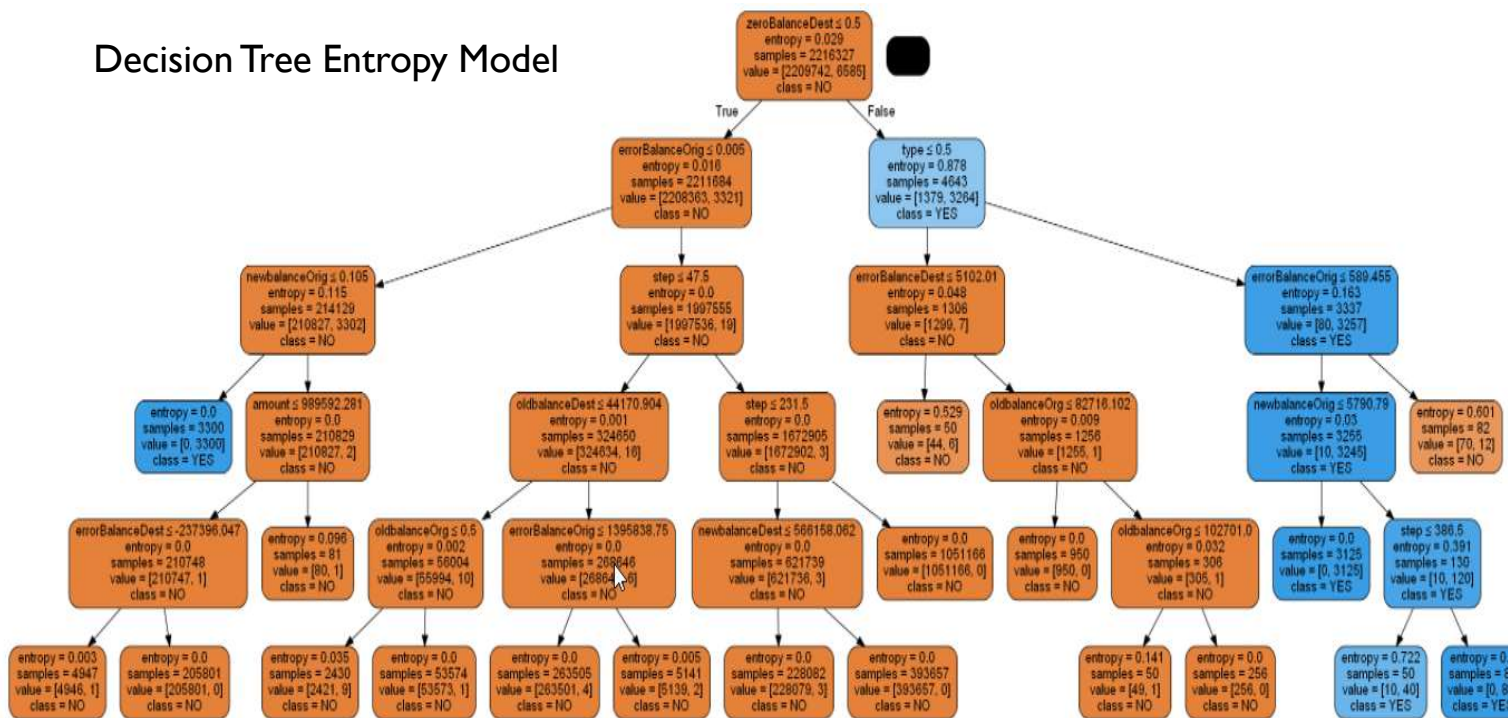 Decision Tree Entropy Model
zeroBalanceDest ≤ 0.5
entropy = 0.029
samples = 2216327
value = [2209742, 6585]
class = NO
True
False
errorBalanceOrig ≤ 0.005
entropy = 0.016
samples = 2211684
value = [2208363, 3321]
class = NO
type ≤ 0.5
entropy = 0.878
samples = 4643
value = [1379, 3264]
class = YES
newbalanceOrig ≤ 0.105
entropy = 0.115
samples = 214129
value = [210827, 3302]
class = NO
step ≤ 47.5
entropy = 0.0
samples = 1997555
value = [1997536, 19]
class = NO
errorBalanceDest ≤ 5102.01
entropy = 0.048
samples = 1306
value = [1299, 7]
class = NO
errorBalanceOrig ≤ 589.455
entropy = 0.163
samples = 3337
value = [80, 3257]
class = YES
entropy = 0.0
samples = 3300
value = [0, 3300]
class = YES
amount ≤ 989592.281
entropy = 0.0
samples = 210829
value = [210827, 2]
class = NO
oldbalanceDest ≤ 44170.904
entropy = 0.001
samples = 324650
value = [324634, 16]
class = NO
step ≤ 231.5
entropy = 0.0
samples = 1672905
value = [1672902, 3]
class = NO
entropy = 0.529
samples = 50
value = [44, 6]
class = NO
oldbalanceOrg ≤ 82716.102
entropy = 0.009
samples = 1256
value = [1255, 1]
class = NO
newbalanceOrig ≤ 5790.79
entropy = 0.03
samples = 3255
value = [10, 3245]
class = YES
entropy = 0.601
samples = 82
value = [70, 12]
class = NO
errorBalanceDest ≤ -237396.047
entropy = 0.0
samples = 210748
value = [210747, 1]
class = NO
entropy = 0.096
samples = 81
value = [80, 1]
class = NO
oldbalanceOrg ≤ 0.5
entropy = 0.002
samples = 56004
value = [55994, 10]
class = NO
errorBalanceOrig ≤ 1395838.75
entropy = 0.0
samples = 268646
value =
class = NO
newbalanceDest ≤ 566158.062
entropy = 0.0
samples = 621739
value = [621736, 3]
class = NO
entropy = 0.0
samples = 1051166
value = [1051166, 0]
class = NO
entropy = 0.0
samples = 950
value = [950, 0]
class = NO
oldbalanceOrg ≤ 102701.0
entropy = 0.032
samples = 306
value = [305, 1]
class = NO
entropy = 0.0
samples = 3125
value = [0, 3125]
class = YES
step ≤ 386.5
entropy = 0.391
samples = 130
value = [10, 120]
class = YES
entropy = 0.003
samples = 4947
value = [4946, 1]
class = NO
entropy = 0.0
samples = 205801
value = [205801, 0]
class = NO
entropy = 0.035
samples = 2430
value = [2421, 9]
class = NO
entropy = 0.0
samples = 53574
value = [53573, 1]
class = NO
entropy = 0.0
samples = 263505
value = [263501, 4]
class = NO
entropy = 0.005
samples = 5141
value = [5139, 2]
class = NO
entropy = 0.0
samples = 228082
value = [228079, 3]
class = NO
entropy = 0.0
samples = 393657
value = [393657, 0]
class = NO
entropy = 0.141
samples = 50
value = [49, 1]
class = NO
entropy = 0.0
samples = 256
value = [256, 0]
class = NO
entropy = 0.722
samples = 50
value = [10, 40]
class = YES
entropy = 0.
samples = 8
value = [0, 8
class = YES